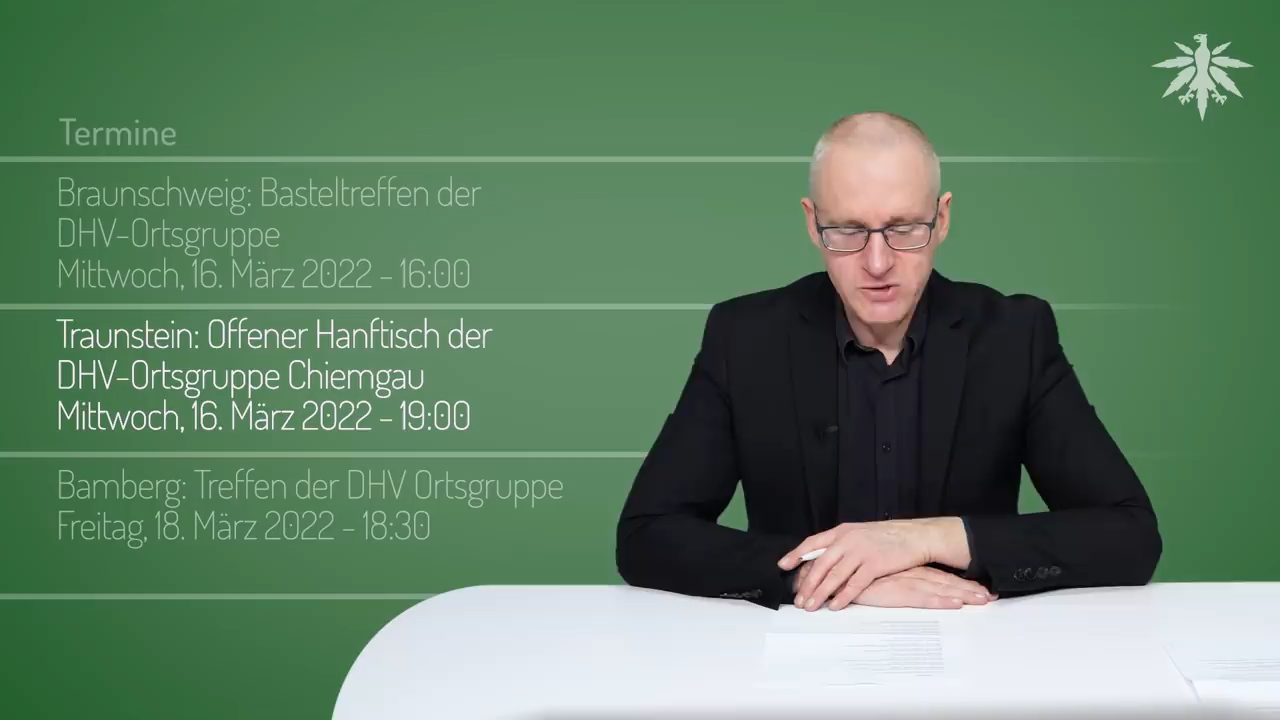 Termine
Braunschweig: Basteltreffen der
DHV-Ortsgruppe
Mittwoch, 16. März 2022 - 16:00
Traunstein: Offener Hanftisch der
DHV-Ortsgruppe Chiemgau
Mittwoch, 16. März 2022 - 19:00
Bamberg: Treffen der DHV Ortsgruppe
Freitag, 18. März 2022 - 18:30